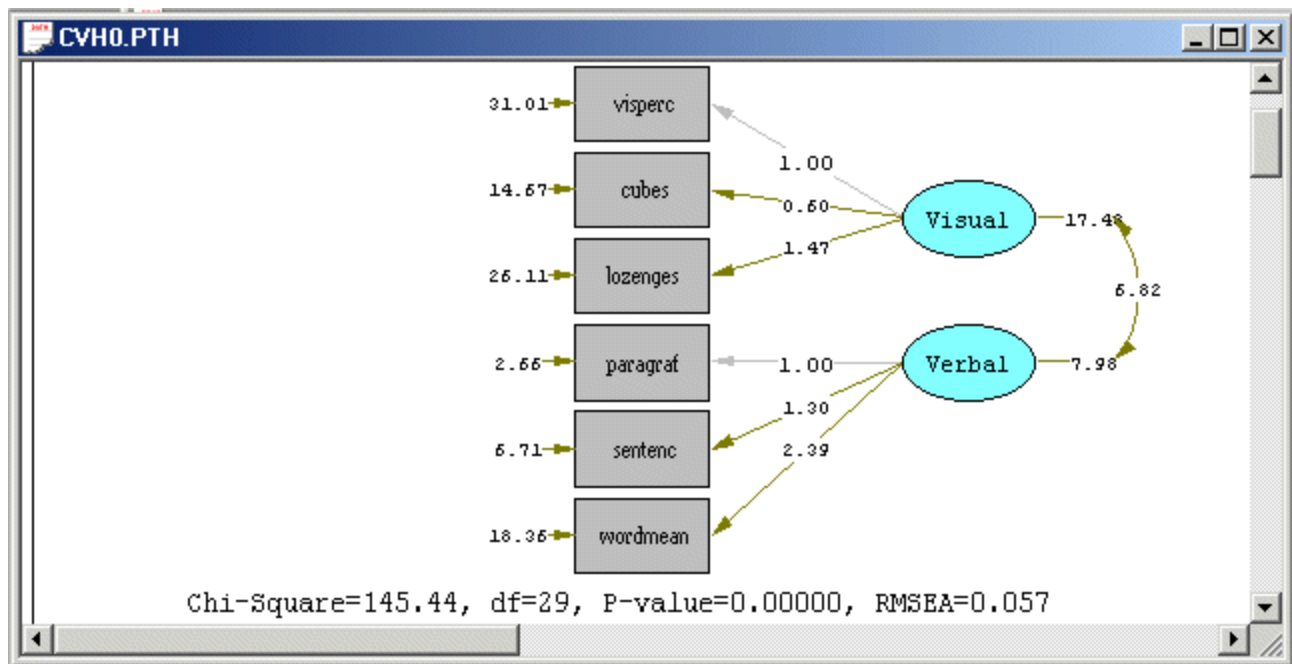 CVH0.PTH
31.01 visperc
1.00
14.67 cubes
0.60
Visual 17.48
1.47
26.11 lozenges
6.82
2.66 paragraf
1.00
Verbal 7.98
1.30
6.71 sentenc
2.39
18.36 wordmean
Chi-Square=145.44, df=29, P-value=0.00000, RMSEA=0.057